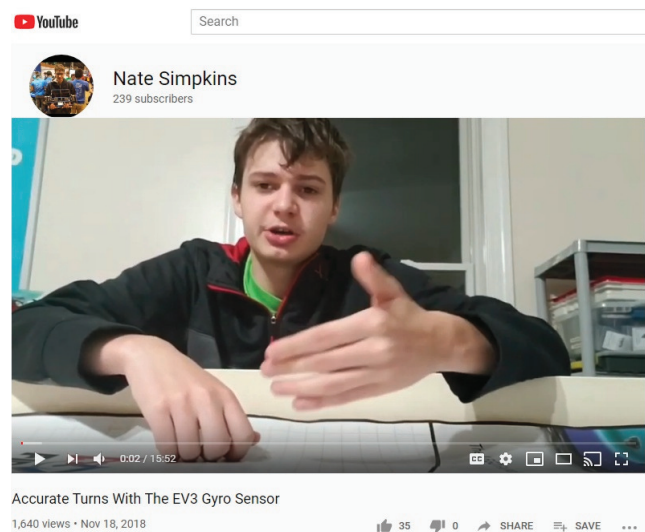 YouTube
Search
Nate Simpkins
239 subscribers
0:02 / 15:52
CC
Accurate Turns With The EV3 Gyro Sensor
1,640 views • Nov 18, 2018
35
0
SHARE
SAVE